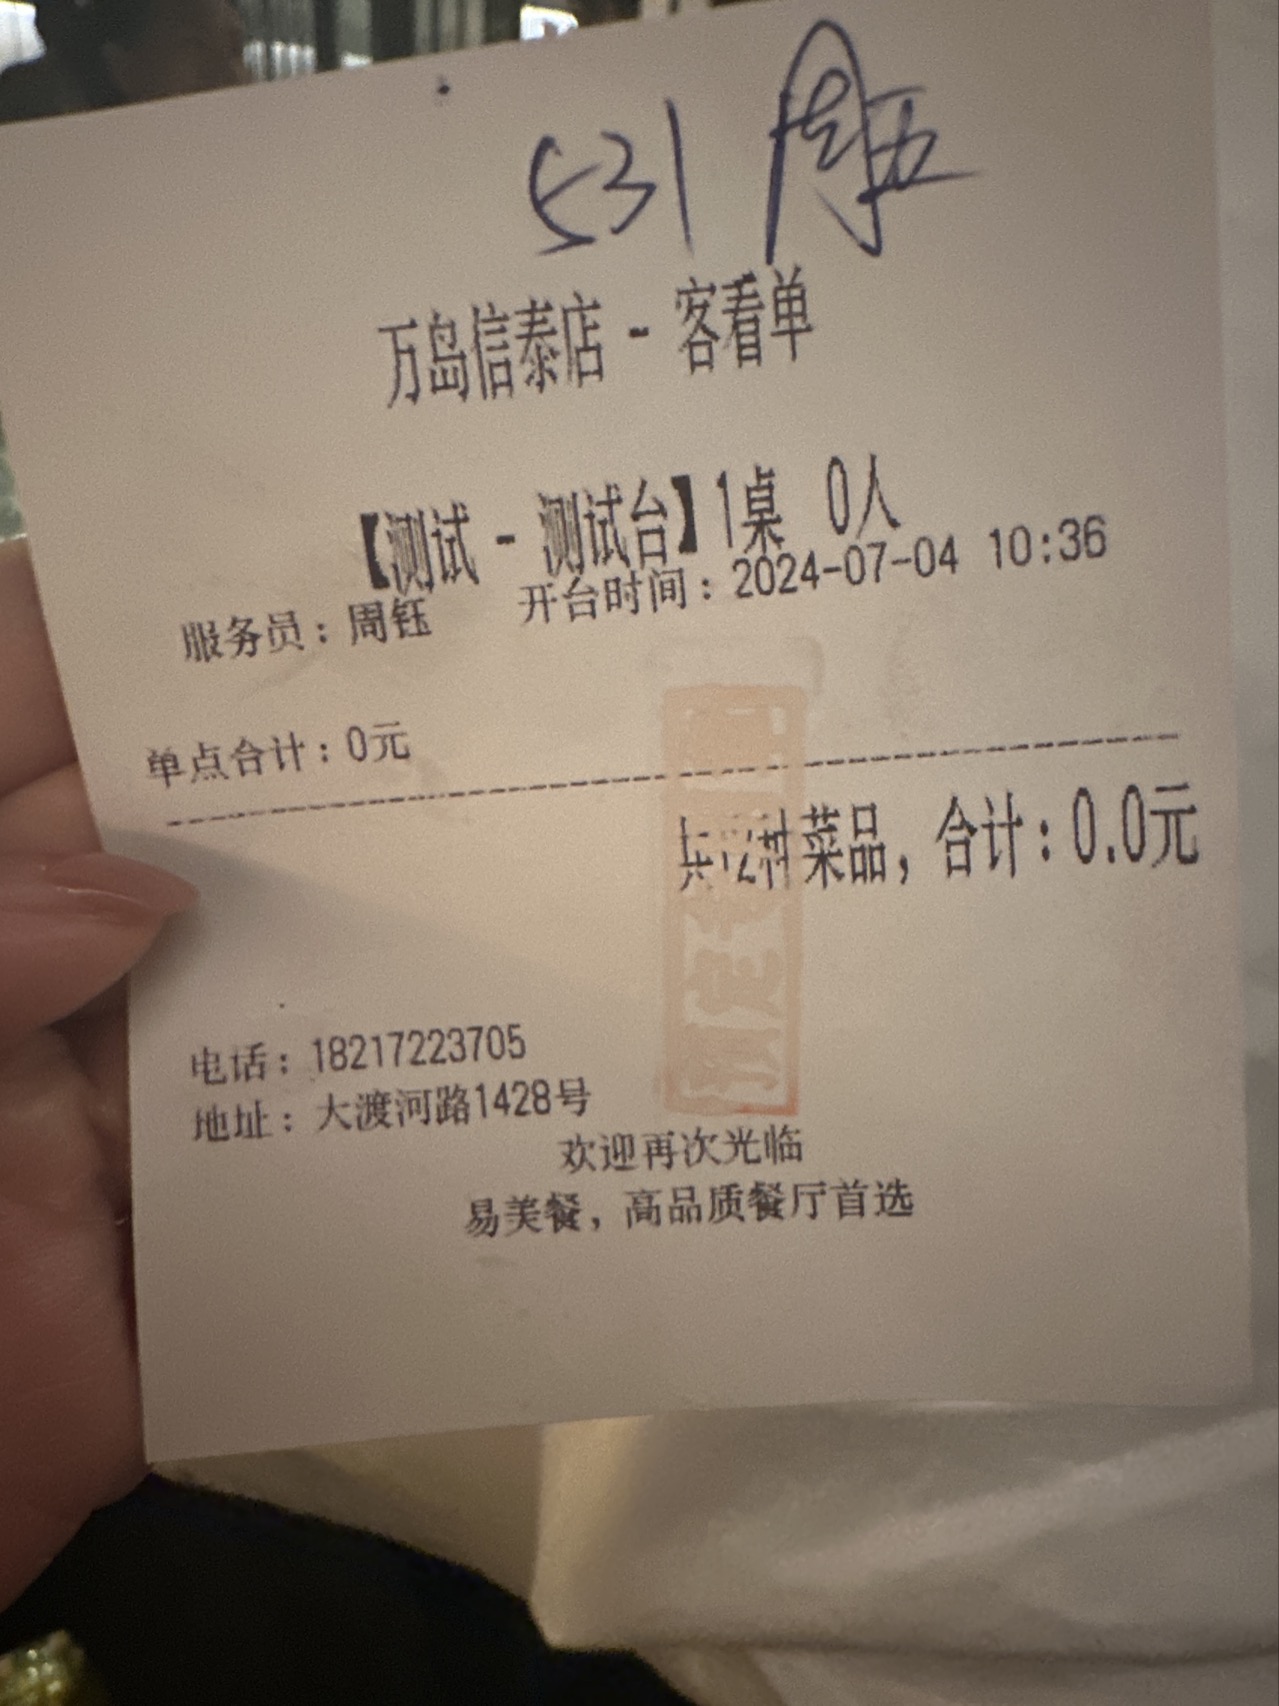 531 周五
万岛信泰店 - 客看单
【测试 - 测试台】1桌 0人
服务员：周钰 开台时间：2024-07-04 10:36
单点合计：0元
种菜品，合计：0.0元
电话：18217223705
地址：大渡河路1428号
欢迎再次光临
易美餐，高品质餐厅首选